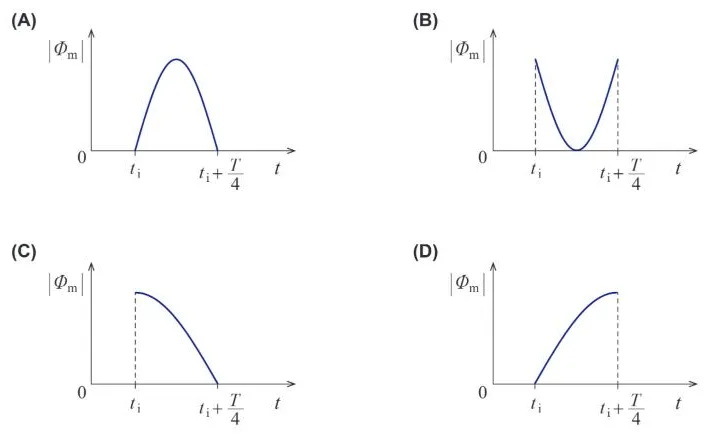 (A)
|Φm|
0
ti
ti + T/4
t
(B)
|Φm|
0
ti
ti + T/4
t
(C)
|Φm|
0
ti
ti + T/4
t
(D)
|Φm|
0
ti
ti + T/4
t